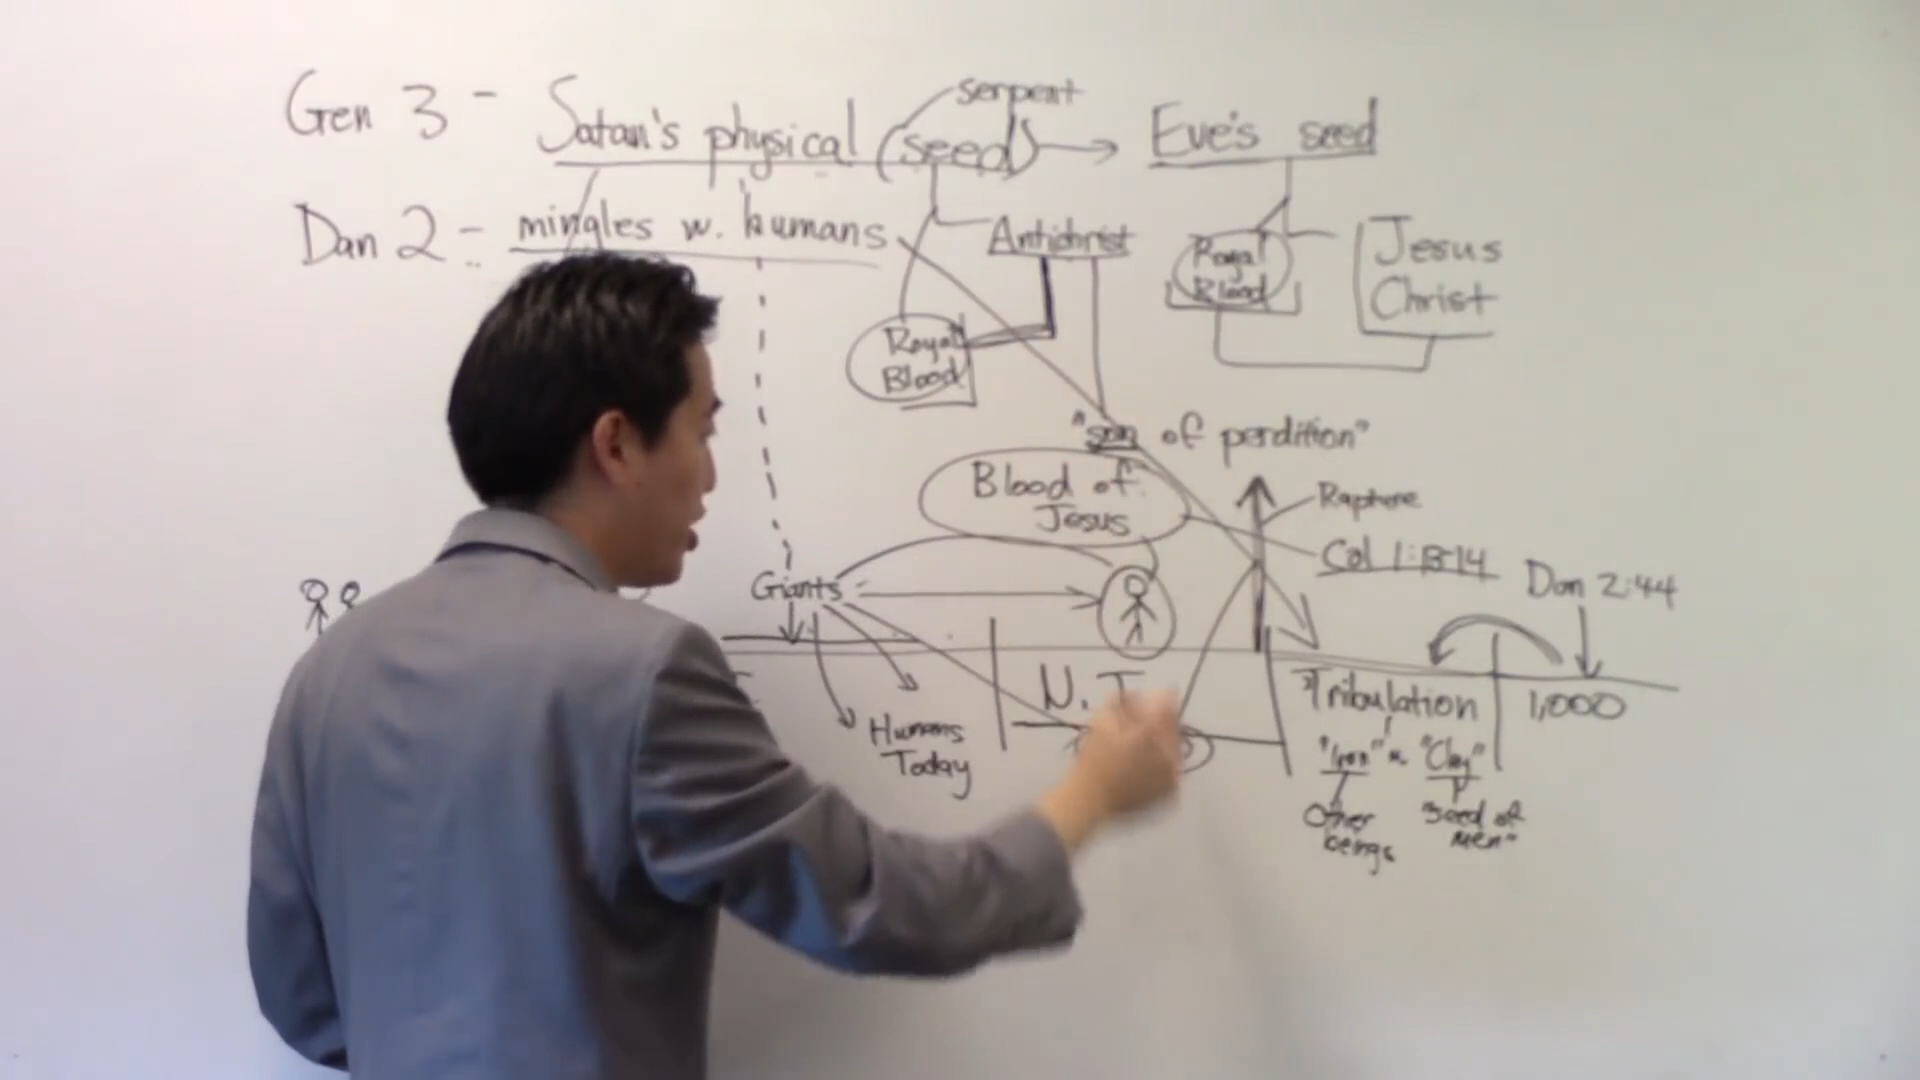 serpent
Gen 3 - Satan's physical (seed) → Eve's seed
Dan 2 - mingles w. humans
Antichrist
Royal
Blood
Jesus
Christ
Royal
Blood
"son of perdition"
Blood of
Jesus
Rapture
Col 1:13-14
Dan 2:44
Giants
N. T.
Tribulation
1,000
Humans
Today
"Iron" "Clay"
Other
beings
"Seed of
Men"